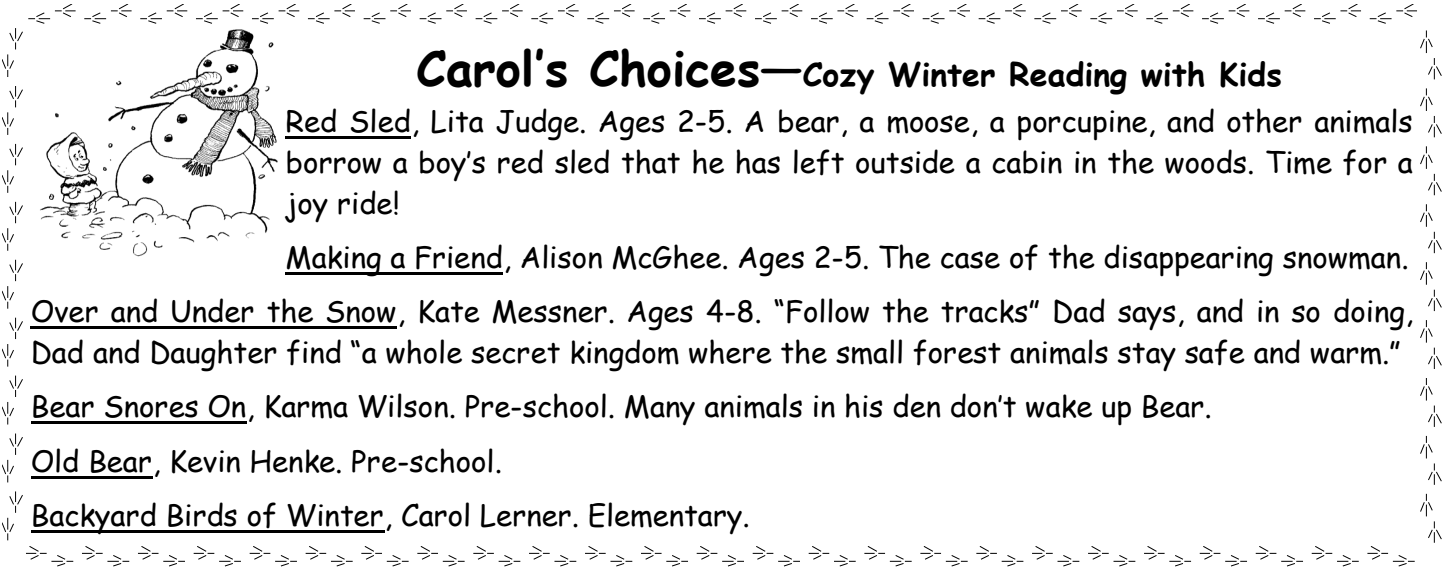 Carol's Choices—Cozy Winter Reading with Kids
Red Sled, Lita Judge. Ages 2-5. A bear, a moose, a porcupine, and other animals
borrow a boy's red sled that he has left outside a cabin in the woods. Time for a
joy ride!
Making a Friend, Alison McGhee. Ages 2-5. The case of the disappearing snowman.
Over and Under the Snow, Kate Messner. Ages 4-8. “Follow the tracks” Dad says, and in so doing,
Dad and Daughter find “a whole secret kingdom where the small forest animals stay safe and warm.”
Bear Snores On, Karma Wilson. Pre-school. Many animals in his den don't wake up Bear.
Old Bear, Kevin Henke. Pre-school.
Backyard Birds of Winter, Carol Lerner. Elementary.